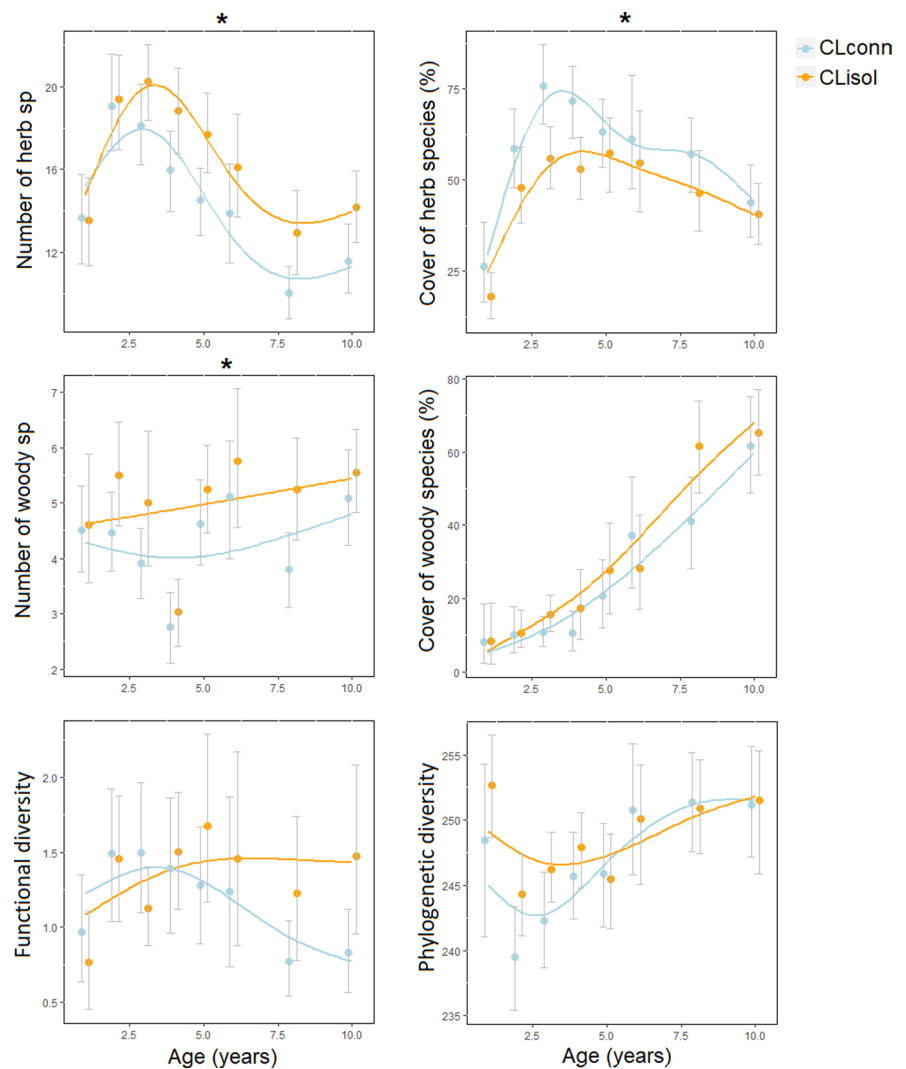 * *
CLconn
CLisol
Number of herb sp
20
16
12
2.5 5.0 7.5 10.0
Cover of herb species (%)
75
50
25
2.5 5.0 7.5 10.0
*
Number of woody sp
7
6
5
4
3
2
2.5 5.0 7.5 10.0
Cover of woody species (%)
80
60
40
20
0
2.5 5.0 7.5 10.0
Functional diversity
2.0
1.5
1.0
0.5
2.5 5.0 7.5 10.0
Age (years)
Phylogenetic diversity
255
250
245
240
235
2.5 5.0 7.5 10.0
Age (years)